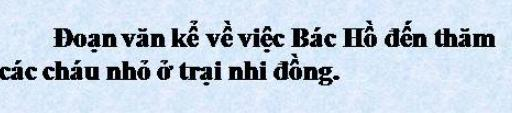 Đoạn văn kể về việc Bác Hồ đến thăm
các cháu nhỏ ở trại nhi đồng.